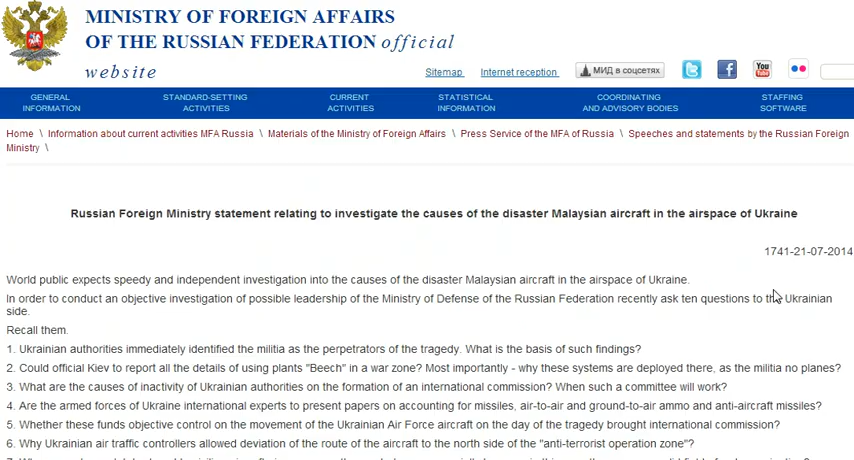 MINISTRY OF FOREIGN AFFAIRS
OF THE RUSSIAN FEDERATION official
website
Sitemap
Internet reception
МИД в соцсетях
You
Tube
GENERAL
INFORMATION
STANDARD-SETTING
ACTIVITIES
CURRENT
ACTIVITIES
STATISTICAL
INFORMATION
COORDINATING
AND ADVISORY BODIES
STAFFING
SOFTWARE
Home \ Information about current activities MFA Russia \ Materials of the Ministry of Foreign Affairs \ Press Service of the MFA of Russia \ Speeches and statements by the Russian Foreign
Ministry \
Russian Foreign Ministry statement relating to investigate the causes of the disaster Malaysian aircraft in the airspace of Ukraine
1741-21-07-2014
World public expects speedy and independent investigation into the causes of the disaster Malaysian aircraft in the airspace of Ukraine.
In order to conduct an objective investigation of possible leadership of the Ministry of Defense of the Russian Federation recently ask ten questions to the Ukrainian
side.
Recall them.
1. Ukrainian authorities immediately identified the militia as the perpetrators of the tragedy. What is the basis of such findings?
2. Could official Kiev to report all the details of using plants "Beech" in a war zone? Most importantly - why these systems are deployed there, as the militia no planes?
3. What are the causes of inactivity of Ukrainian authorities on the formation of an international commission? When such a committee will work?
4. Are the armed forces of Ukraine international experts to present papers on accounting for missiles, air-to-air and ground-to-air ammo and anti-aircraft missiles?
5. Whether these funds objective control on the movement of the Ukrainian Air Force aircraft on the day of the tragedy brought international commission?
6. Why Ukrainian air traffic controllers allowed deviation of the route of the aircraft to the north side of the "anti-terrorist operation zone"?